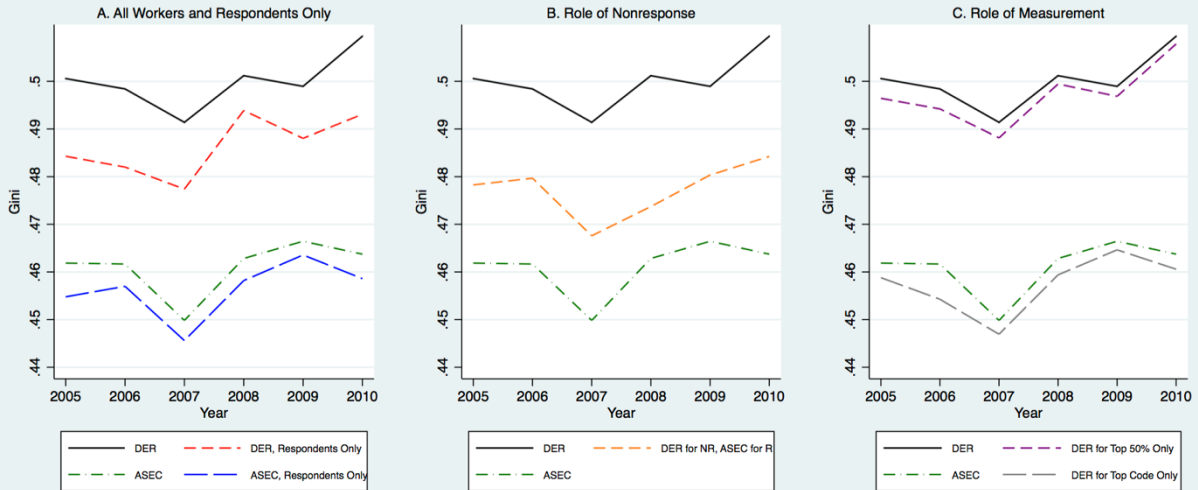 A. All Workers and Respondents Only
Gini
.5
.49
.48
.47
.46
.45
.44
2005 2006 2007 2008 2009 2010
Year
DER DER, Respondents Only
ASEC ASEC, Respondents Only
B. Role of Nonresponse
Gini
.5
.49
.48
.47
.46
.45
.44
2005 2006 2007 2008 2009 2010
Year
DER DER for NR, ASEC for R
ASEC
C. Role of Measurement
Gini
.5
.49
.48
.47
.46
.45
.44
2005 2006 2007 2008 2009 2010
Year
DER DER for Top 50% Only
ASEC DER for Top Code Only